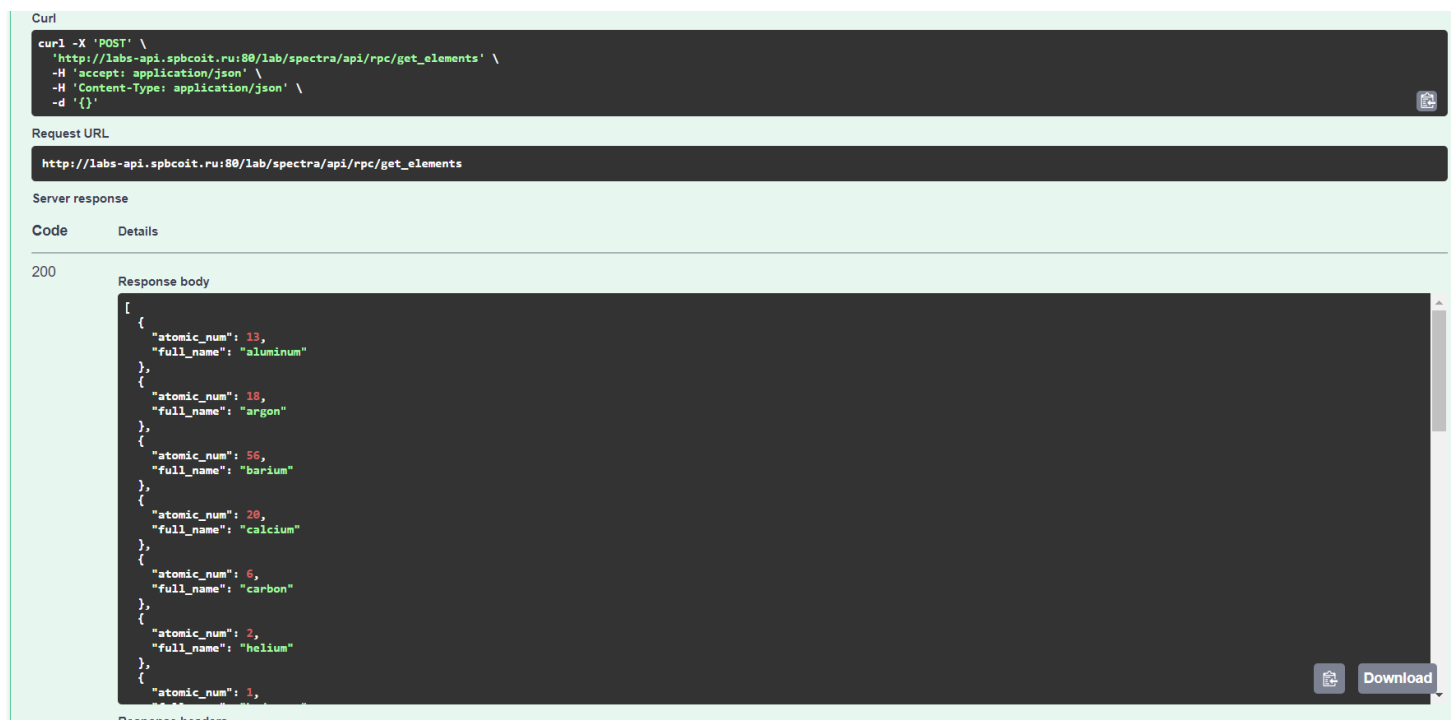 Curl
curl -X 'POST' \
'http://labs-api.spbcoit.ru:80/lab/spectra/api/rpc/get_elements' \
-H 'accept: application/json' \
-H 'Content-Type: application/json' \
-d '{}'
Request URL
http://labs-api.spbcoit.ru:80/lab/spectra/api/rpc/get_elements
Server response
Code Details
200
Response body
[
{
"atomic_num": 13,
"full_name": "aluminum"
},
{
"atomic_num": 18,
"full_name": "argon"
},
{
"atomic_num": 56,
"full_name": "barium"
},
{
"atomic_num": 20,
"full_name": "calcium"
},
{
"atomic_num": 6,
"full_name": "carbon"
},
{
"atomic_num": 2,
"full_name": "helium"
},
{
"atomic_num": 1,
Download
Response headers